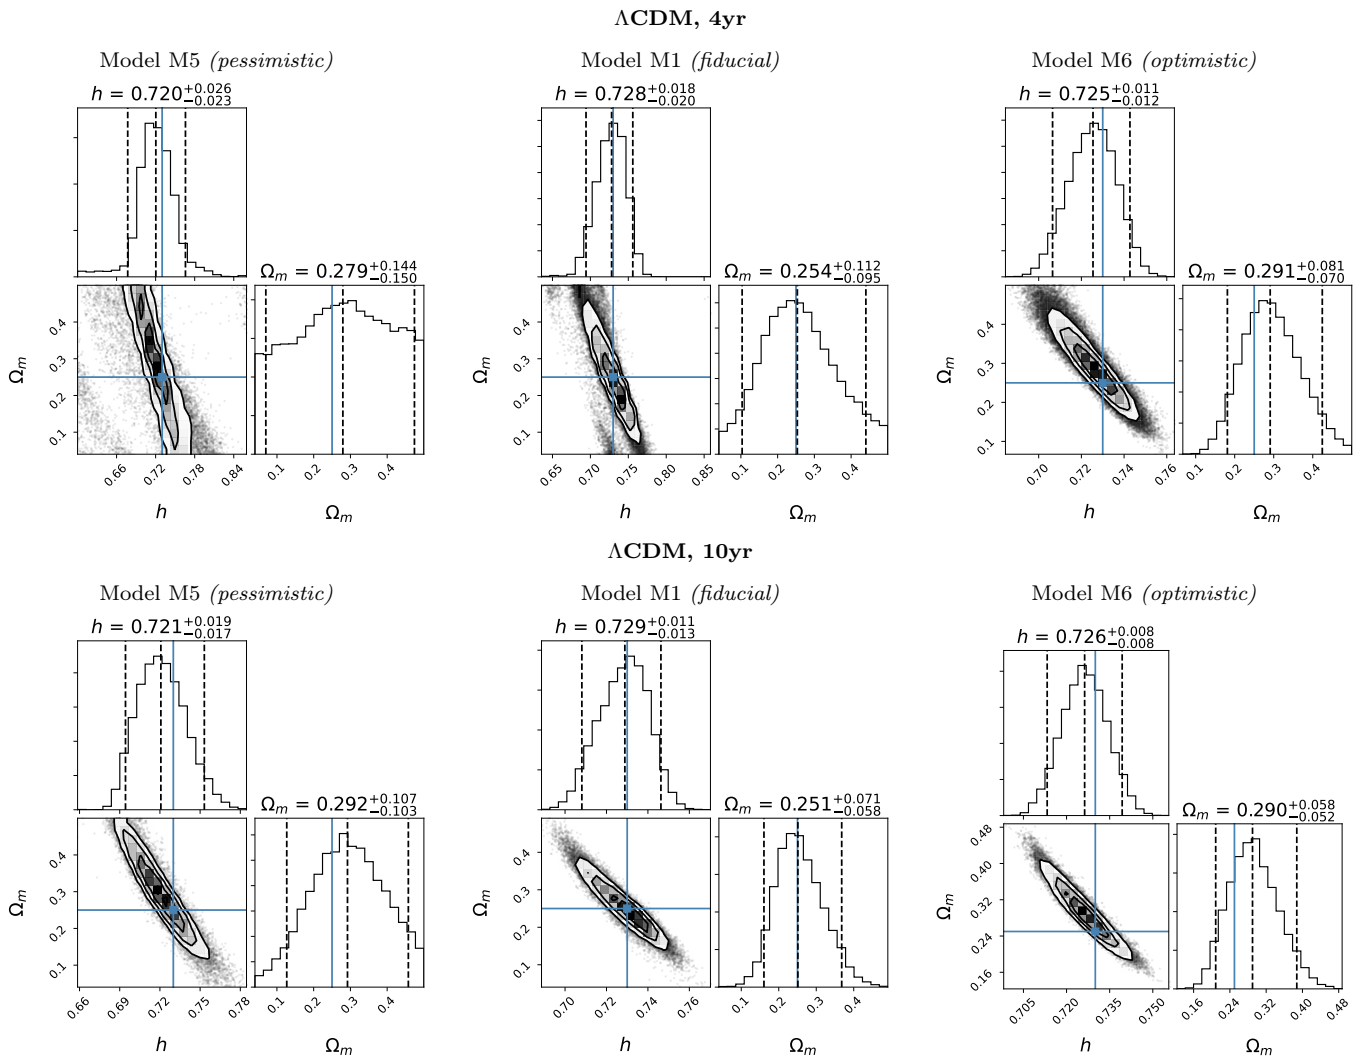 ΛCDM, 4yr
Model M5 (pessimistic)
Model M1 (fiducial)
Model M6 (optimistic)
h = 0.720+0.026−0.023
h = 0.728+0.018−0.020
h = 0.725+0.011−0.012
Ωm = 0.279+0.144−0.150
Ωm = 0.254+0.112−0.095
Ωm = 0.291+0.081−0.070
Ωm
0.4
0.3
0.2
0.1
0.66 0.72 0.78 0.84
h
0.1 0.2 0.3 0.4
Ωm
Ωm
0.4
0.3
0.2
0.1
0.65 0.70 0.75 0.80 0.85
h
0.1 0.2 0.3 0.4
Ωm
Ωm
0.4
0.3
0.2
0.1
0.70 0.72 0.74 0.76
h
0.1 0.2 0.3 0.4
Ωm
ΛCDM, 10yr
Model M5 (pessimistic)
Model M1 (fiducial)
Model M6 (optimistic)
h = 0.721+0.019−0.017
h = 0.729+0.011−0.013
h = 0.726+0.008−0.008
Ωm = 0.292+0.107−0.103
Ωm = 0.251+0.071−0.058
Ωm = 0.290+0.058−0.052
Ωm
0.4
0.3
0.2
0.1
0.66 0.69 0.72 0.75 0.78
h
0.1 0.2 0.3 0.4
Ωm
Ωm
0.4
0.3
0.2
0.1
0.70 0.72 0.74 0.76
h
0.1 0.2 0.3 0.4
Ωm
Ωm
0.48
0.40
0.32
0.24
0.16
0.705 0.720 0.735 0.750
h
0.16 0.24 0.32 0.40 0.48
Ωm